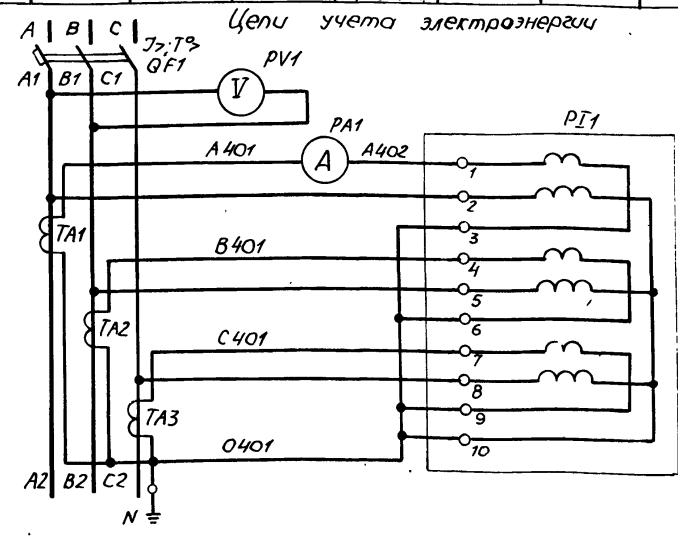 Цепи учета электроэнергии
A B C
I>;T°>
QF1
A1 B1 C1
PV1
V
PA1
A
PI1
A401
A402
1
2
TA1
3
B401
4
5
TA2
6
C401
7
8
TA3
9
O401
10
A2 B2 C2
N